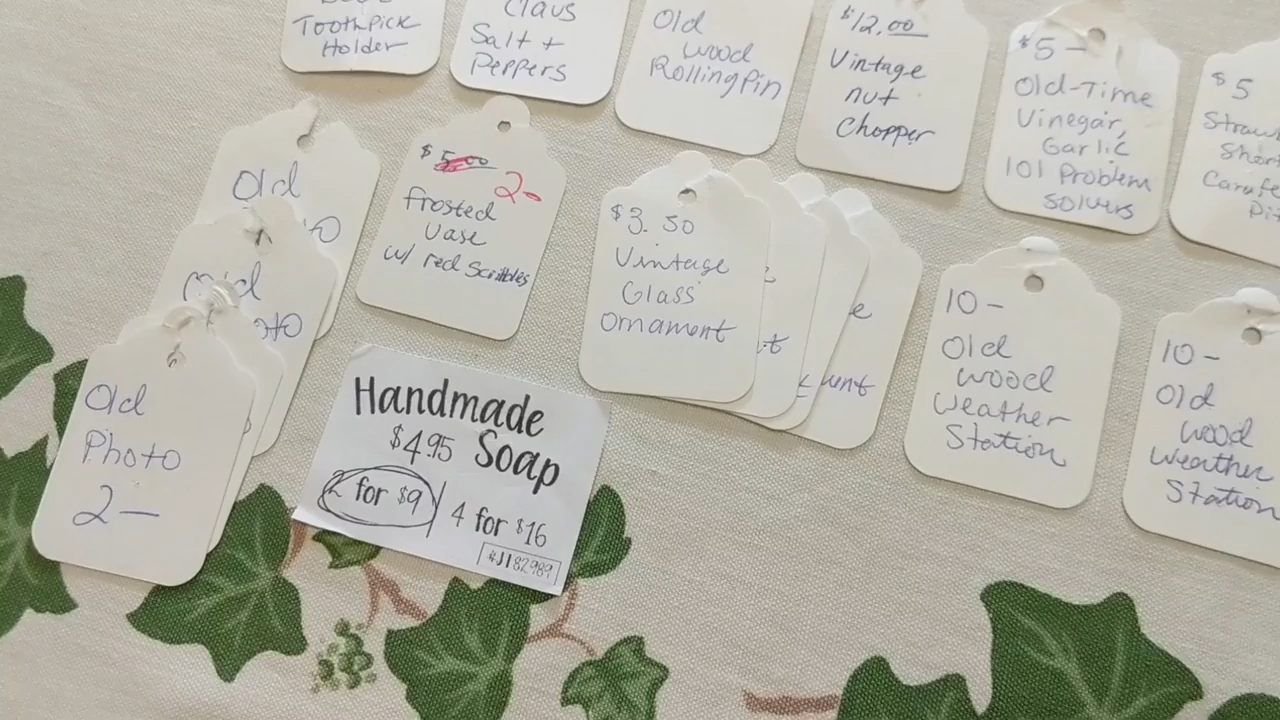 Toothpick
Holder
Claus
Salt +
Peppers
Old
wood
Rolling Pin
$12.00
Vintage
nut
Chopper
$5-
Old-Time
Vinegar,
Garlic
101 Problem
Solvers
$5
Old
Old
Photo
2-
$5.00
2-
frosted
Vase
w/ red Scribbles
$3.50
Vintage
Glass
Ornament
10-
Old
wood
Weather
Station
10-
Old
wood
Weather
Station
Handmade
$4.95 Soap
2 for $9 4 for $16
#J182989